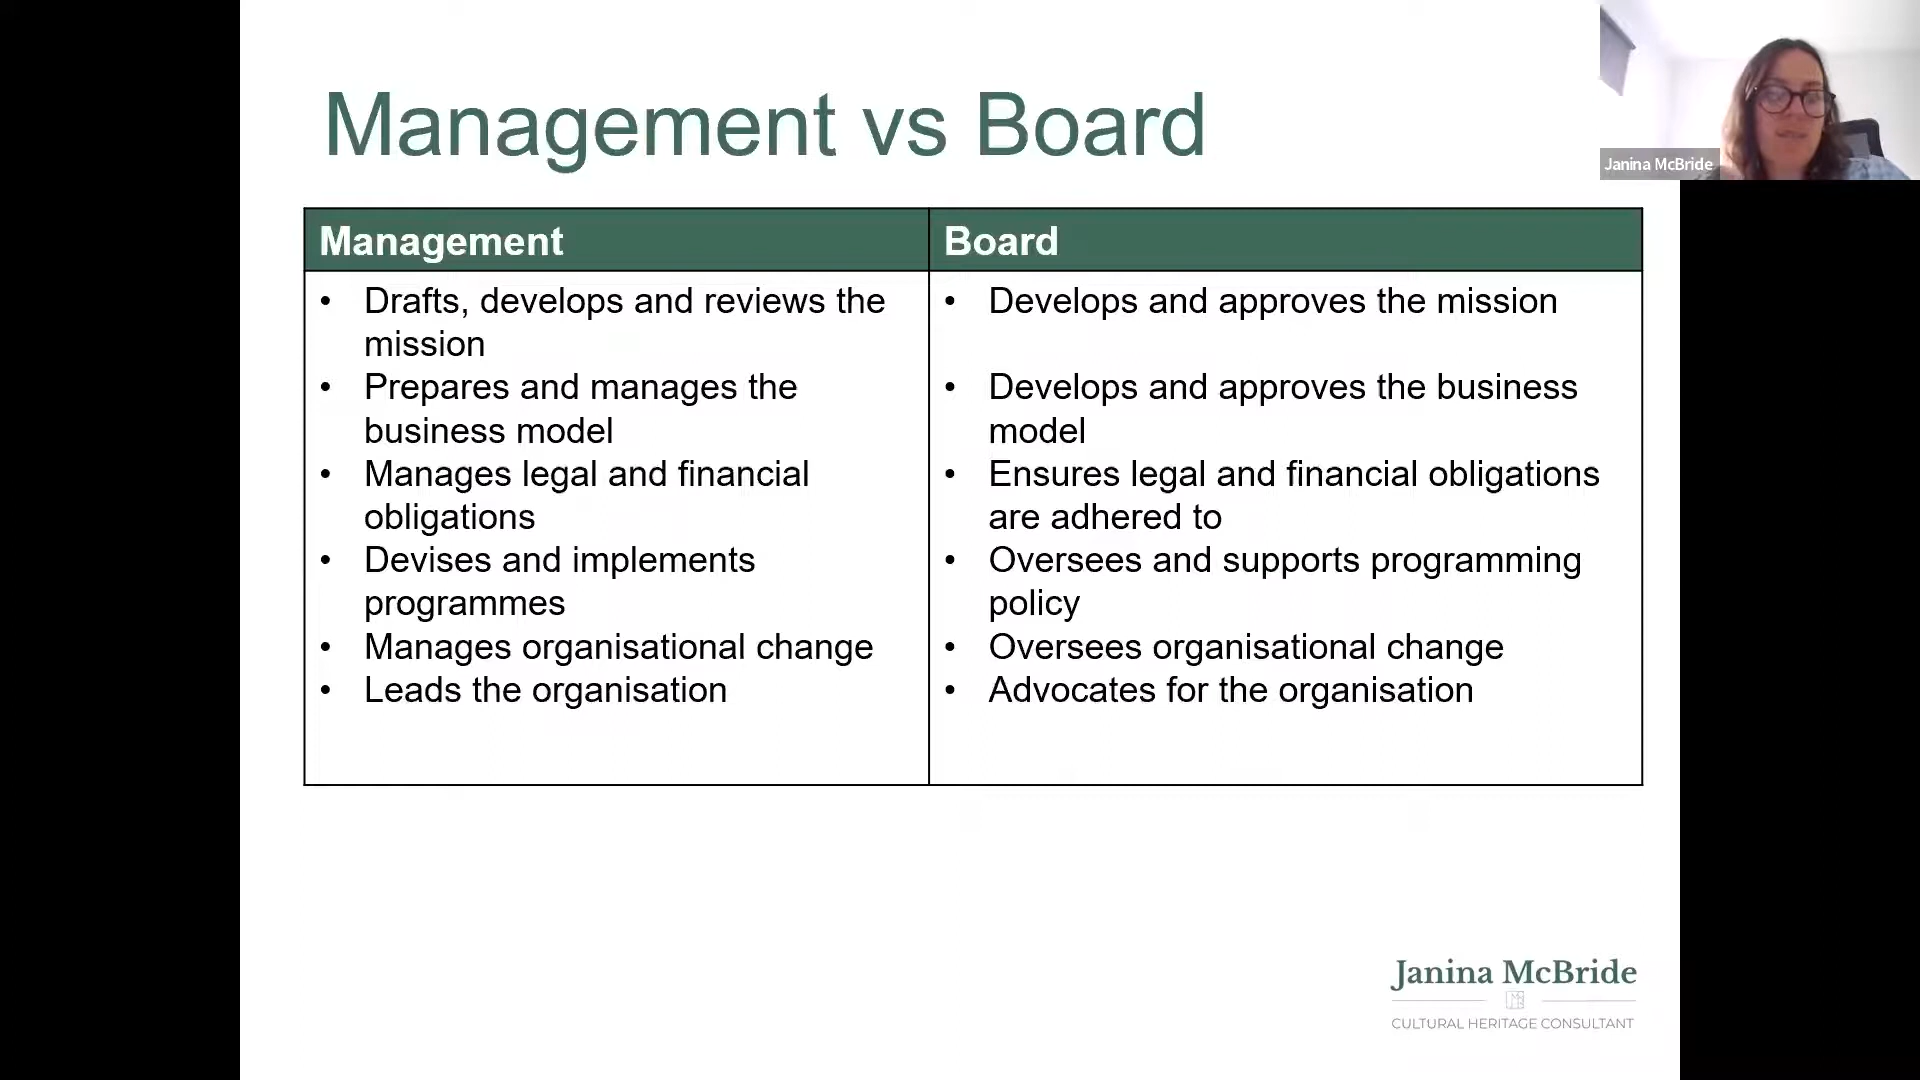 Management vs Board
Janina McBride
Management
Board
• Drafts, develops and reviews the
mission
• Prepares and manages the
business model
• Manages legal and financial
obligations
• Devises and implements
programmes
• Manages organisational change
• Leads the organisation
• Develops and approves the mission
• Develops and approves the business
model
• Ensures legal and financial obligations
are adhered to
• Oversees and supports programming
policy
• Oversees organisational change
• Advocates for the organisation
Janina McBride
CULTURAL HERITAGE CONSULTANT